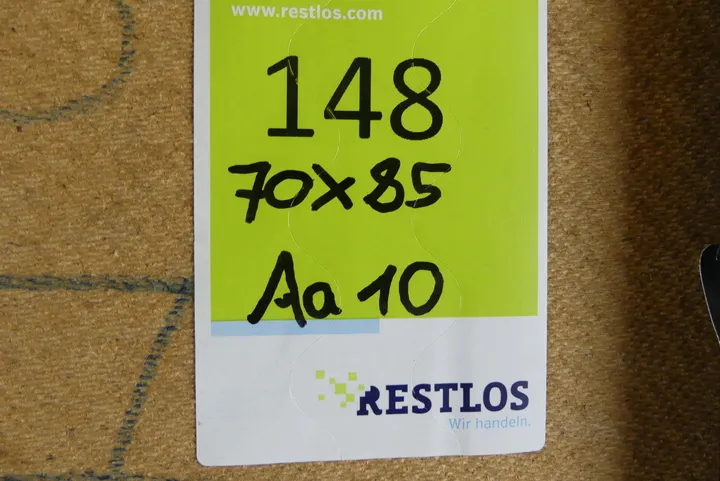 www.restlos.com
148
70x85
Aa 10
RESTLOS
Wir handeln.